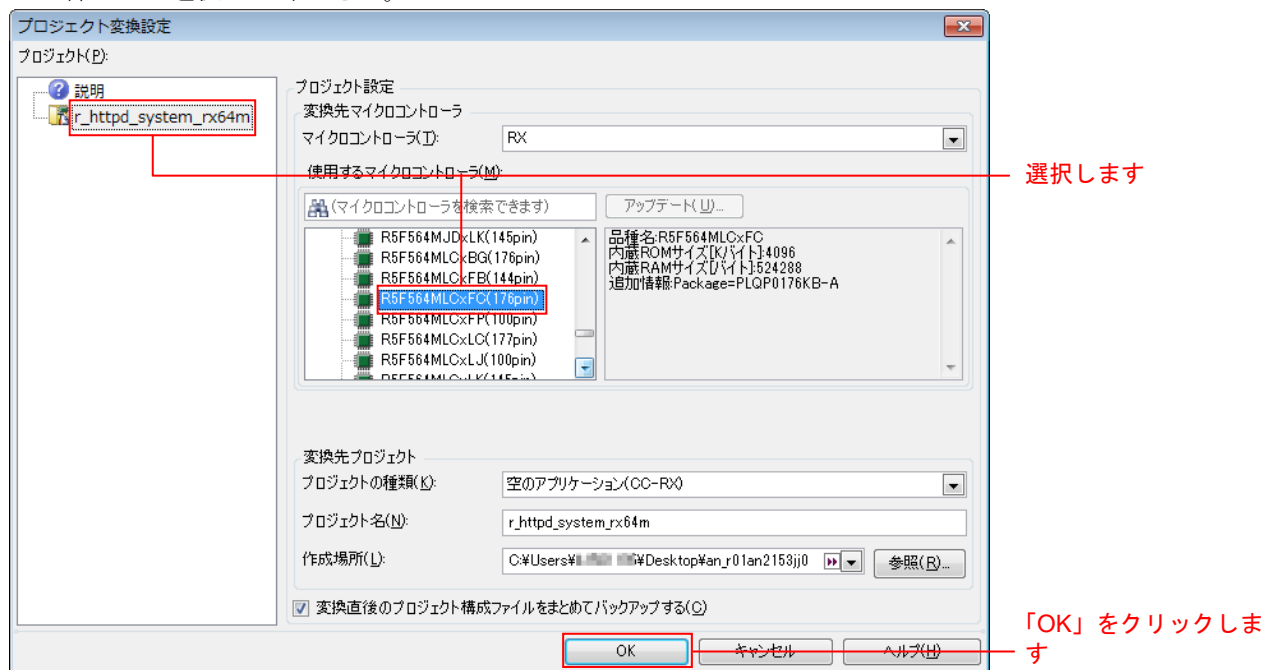 プロジェクト変換設定
プロジェクト(P):
説明
r_httpd_system_rx64m
プロジェクト設定
変換先マイクロコントローラ
マイクロコントローラ(T): RX
使用するマイクロコントローラ(M):
(マイクロコントローラを検索できます) アップデート(U)...
R5F564MJDxLK(145pin)
R5F564MLCxBG(176pin)
R5F564MLCxFB(144pin)
R5F564MLCxFC(176pin)
R5F564MLCxFP(100pin)
R5F564MLCxLC(177pin)
R5F564MLCxLJ(100pin)
品種名:R5F564MLCxFC
内蔵ROMサイズ[Kバイト]:4096
内蔵RAMサイズ[バイト]:524288
追加情報:Package=PLQP0176KB-A
選択します
変換先プロジェクト
プロジェクトの種類(K): 空のアプリケーション(CC-RX)
プロジェクト名(N): r_httpd_system_rx64m
作成場所(L): C:¥Users¥ ¥Desktop¥an_r01an2153jj0 参照(R)...
変換直後のプロジェクト構成ファイルをまとめてバックアップする(C)
OK キャンセル ヘルプ(H)
「OK」をクリックしま
す